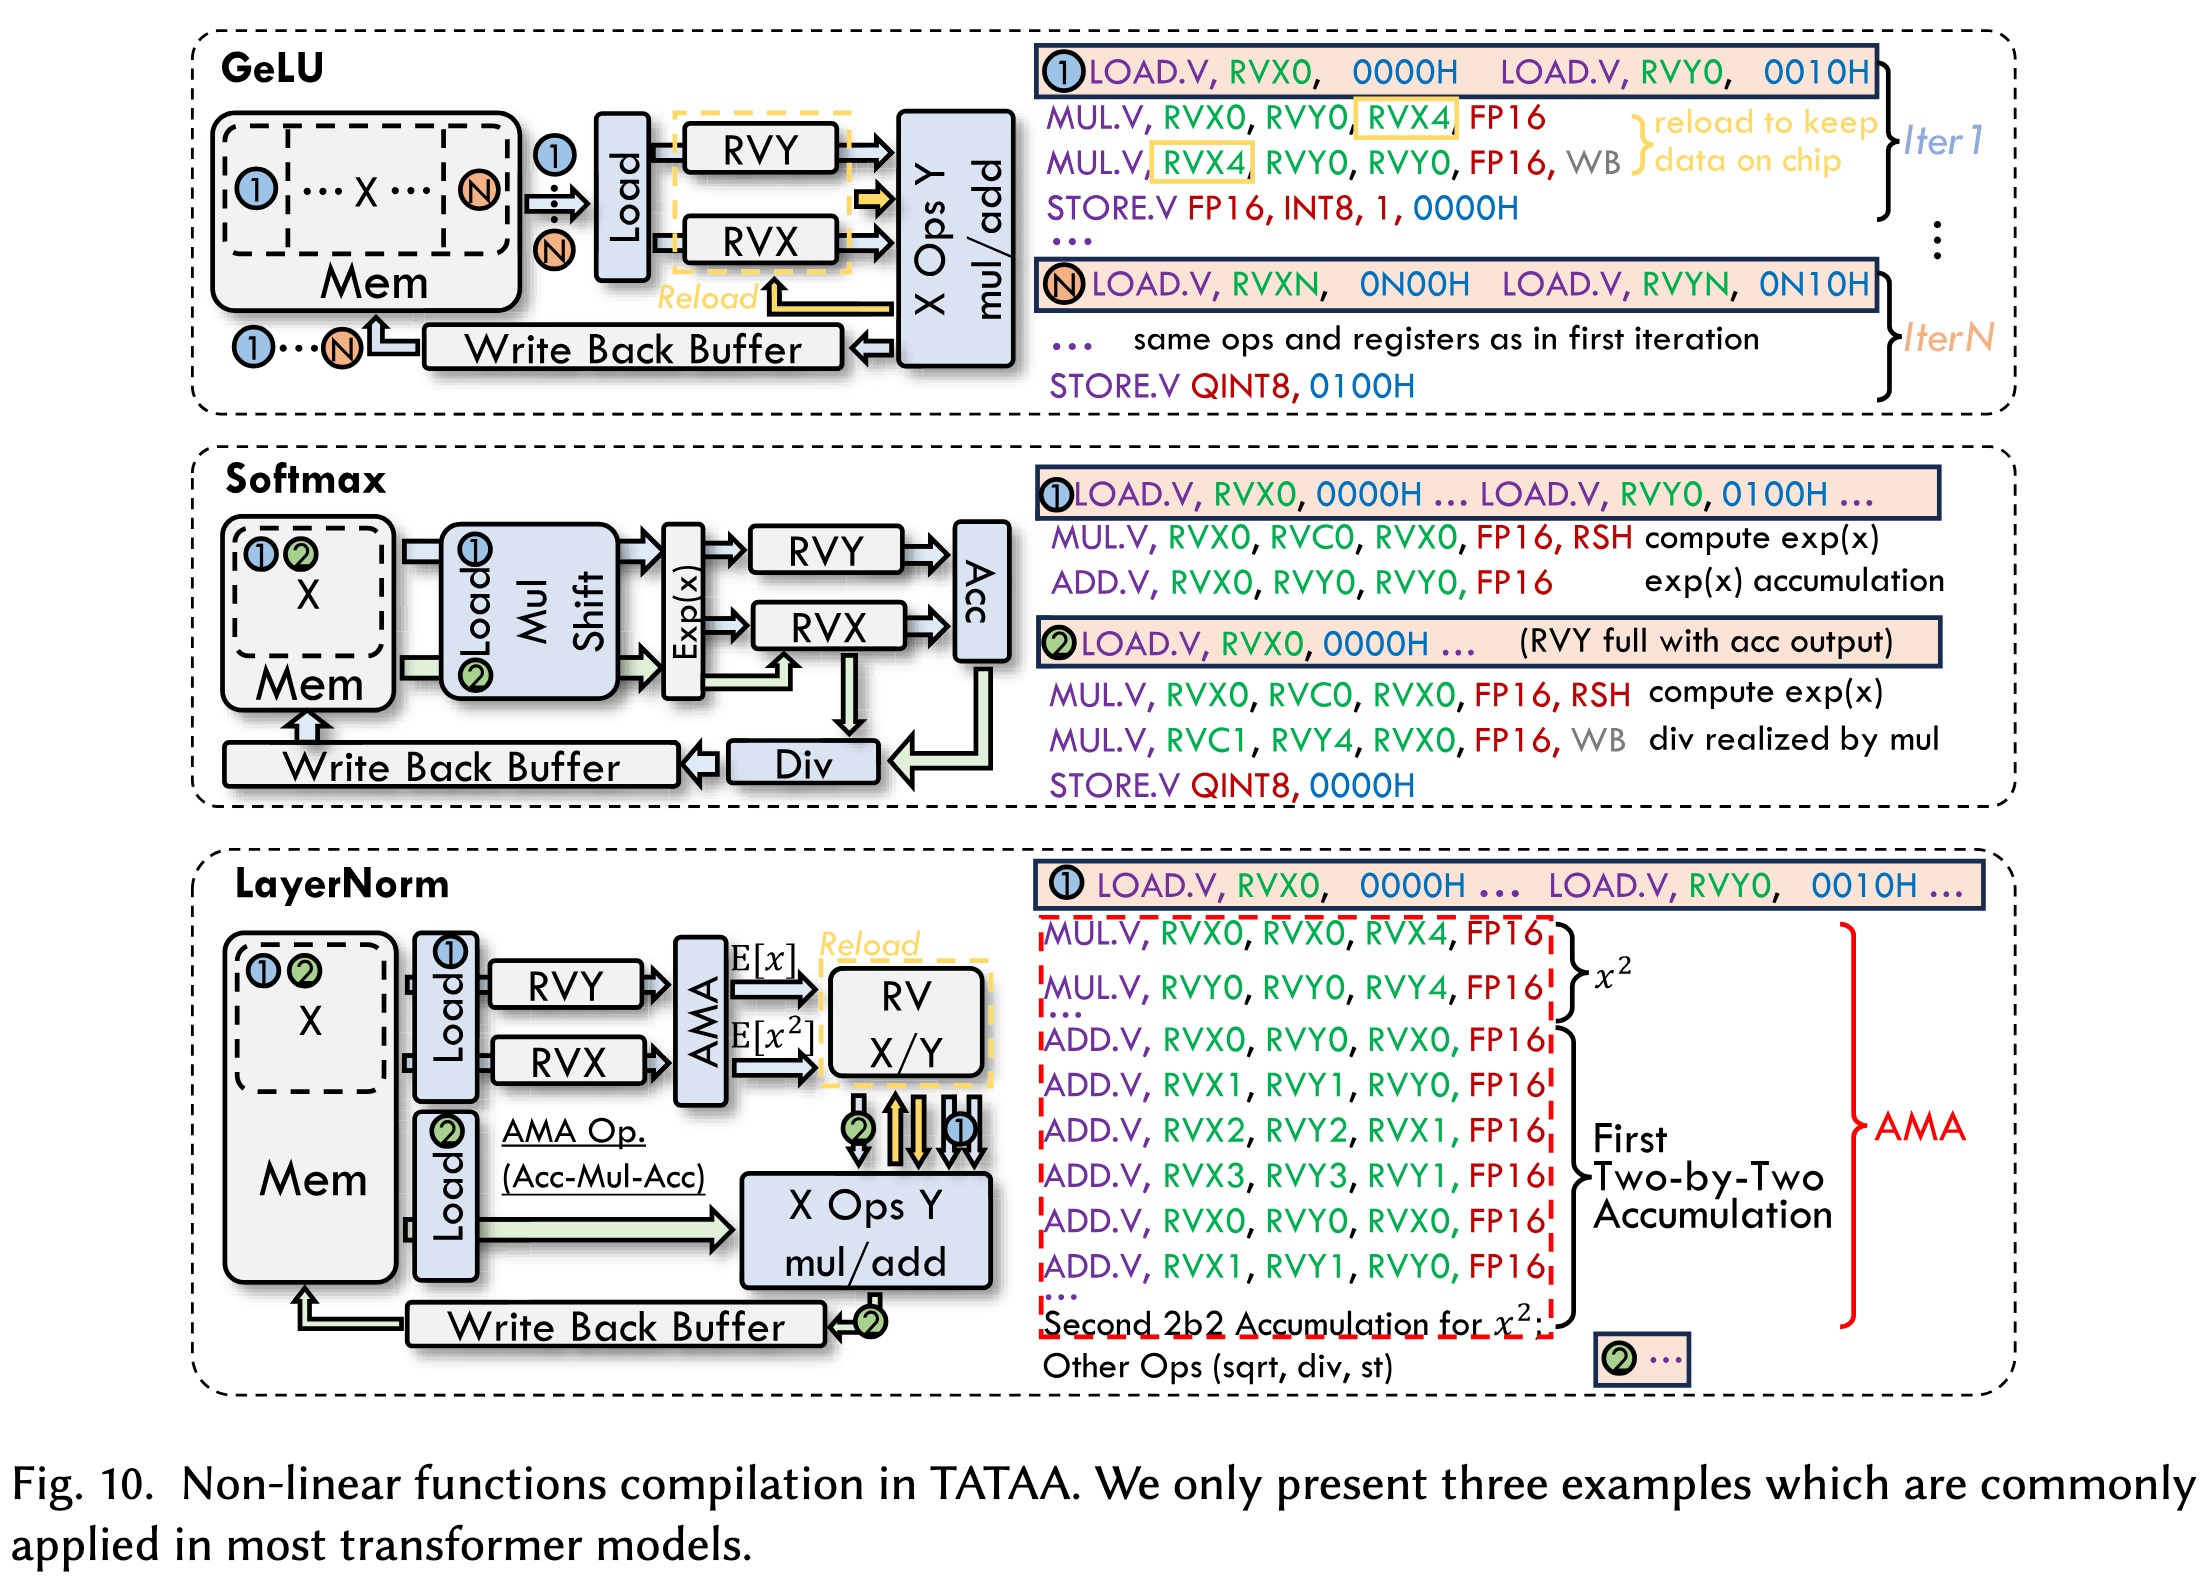 GeLU
1 ... X ... N
Mem
1
N
Load
RVY
RVX
Reload
X Ops Y
mul/add
1 ... N
Write Back Buffer
1 LOAD.V, RVX0, 0000H LOAD.V, RVY0, 0010H
MUL.V, RVX0, RVY0, RVX4, FP16
MUL.V, RVX4, RVY0, RVY0, FP16, WB
reload to keep
data on chip
STORE.V FP16, INT8, 1, 0000H
...
Iter1
N LOAD.V, RVXN, 0N00H LOAD.V, RVYN, 0N10H
... same ops and registers as in first iteration
STORE.V QINT8, 0100H
IterN
Softmax
1 2
X
Mem
1
Load
2
Mul
Shift
Exp(x)
RVY
RVX
Acc
Div
Write Back Buffer
1 LOAD.V, RVX0, 0000H ... LOAD.V, RVY0, 0100H ...
MUL.V, RVX0, RVC0, RVX0, FP16, RSH compute exp(x)
ADD.V, RVX0, RVY0, RVY0, FP16 exp(x) accumulation
2 LOAD.V, RVX0, 0000H ... (RVY full with acc output)
MUL.V, RVX0, RVC0, RVX0, FP16, RSH compute exp(x)
MUL.V, RVC1, RVY4, RVX0, FP16, WB div realized by mul
STORE.V QINT8, 0000H
LayerNorm
1 2
X
Mem
Load 1
Load 2
RVY
RVX
AMA
E[x]
E[x²]
Reload
RV
X/Y
2
1
AMA Op.
(Acc-Mul-Acc)
X Ops Y
mul/add
2
Write Back Buffer
1 LOAD.V, RVX0, 0000H ... LOAD.V, RVY0, 0010H ...
MUL.V, RVX0, RVX0, RVX4, FP16
MUL.V, RVY0, RVY0, RVY4, FP16
...
x²
ADD.V, RVX0, RVY0, RVX0, FP16
ADD.V, RVX1, RVY1, RVY0, FP16
ADD.V, RVX2, RVY2, RVX1, FP16
ADD.V, RVX3, RVY3, RVY1, FP16
ADD.V, RVX0, RVY0, RVX0, FP16
ADD.V, RVX1, RVY1, RVY0, FP16
...
First
Two-by-Two
Accumulation
AMA
Second 2b2 Accumulation for x²;
Other Ops (sqrt, div, st)
2 ...
Fig. 10. Non-linear functions compilation in TATAA. We only present three examples which are commonly
applied in most transformer models.